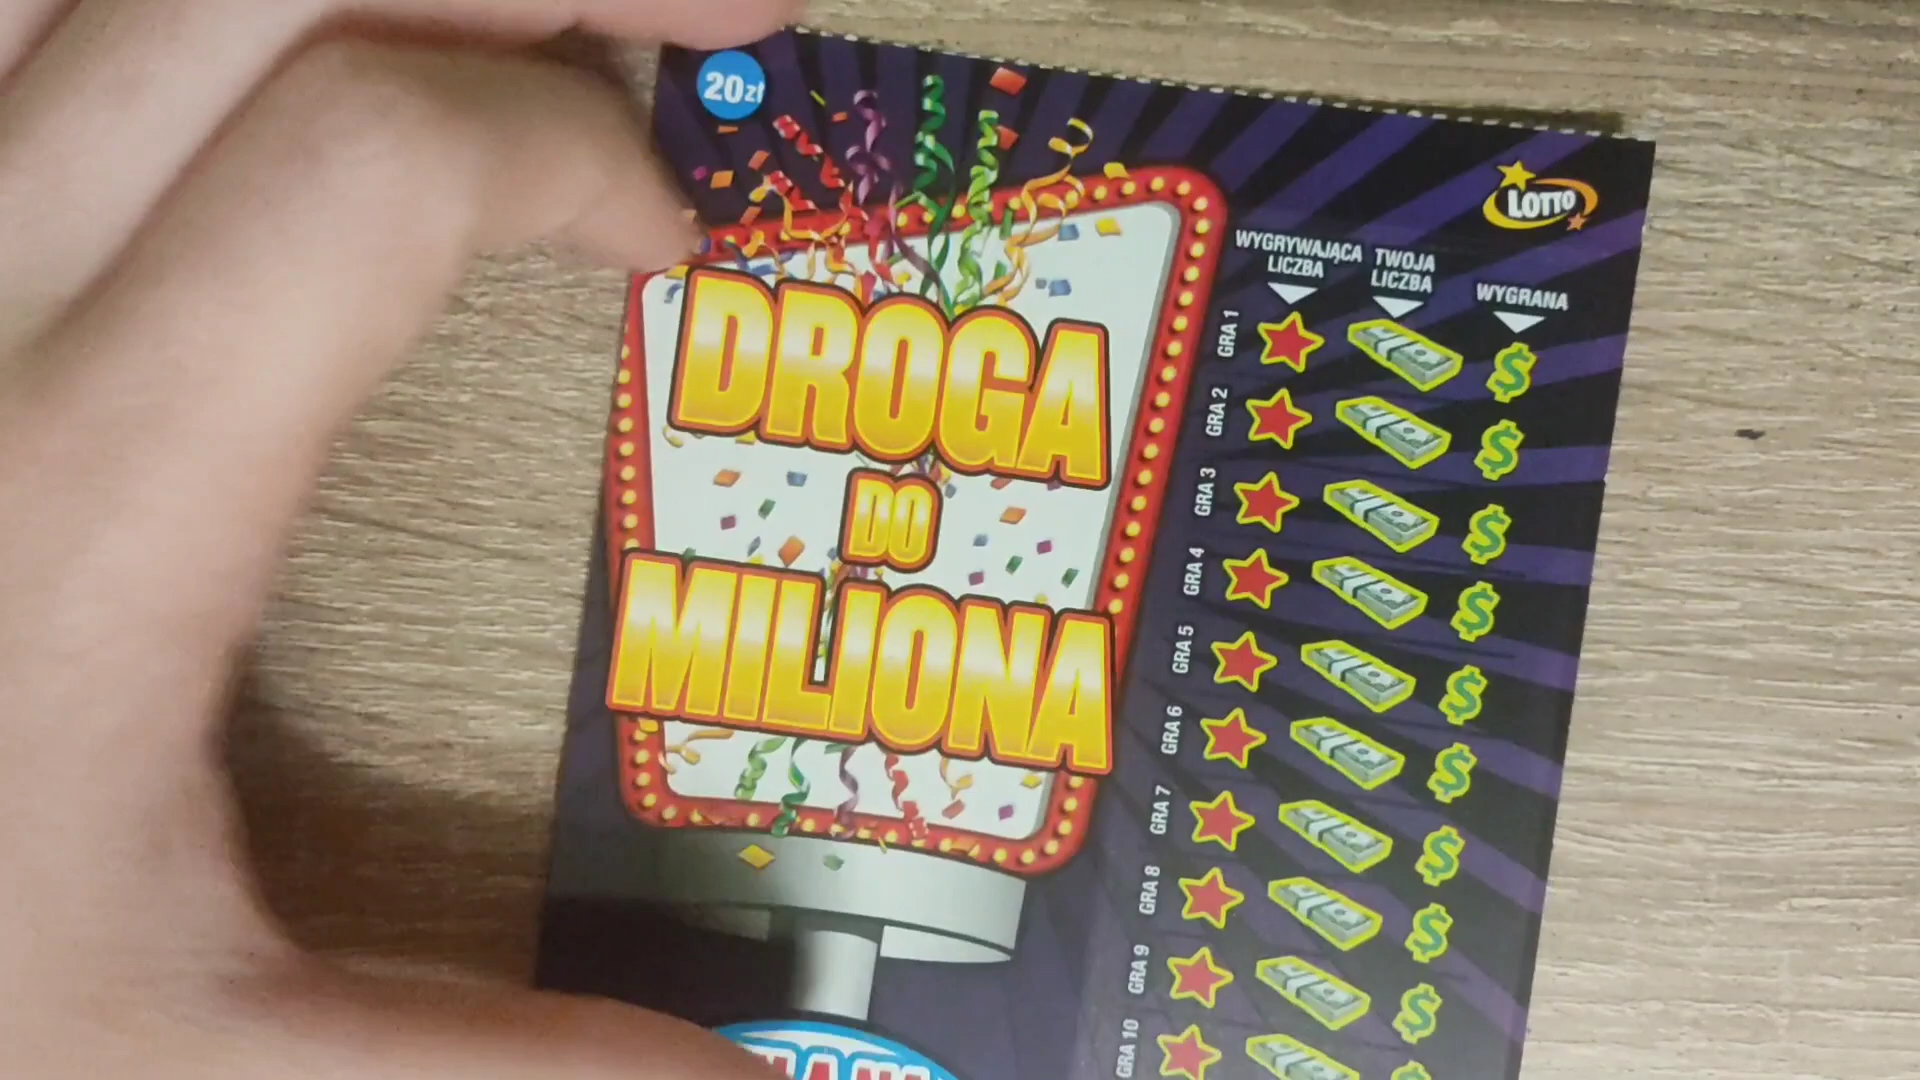 20zł
LOTTO
DROGA
DO
MILIONA
WYGRYWAJĄCA
LICZBA
TWOJA
LICZBA
WYGRANA
GRA 1
GRA 2
GRA 3
GRA 4
GRA 5
GRA 6
GRA 7
GRA 8
GRA 9
GRA 10